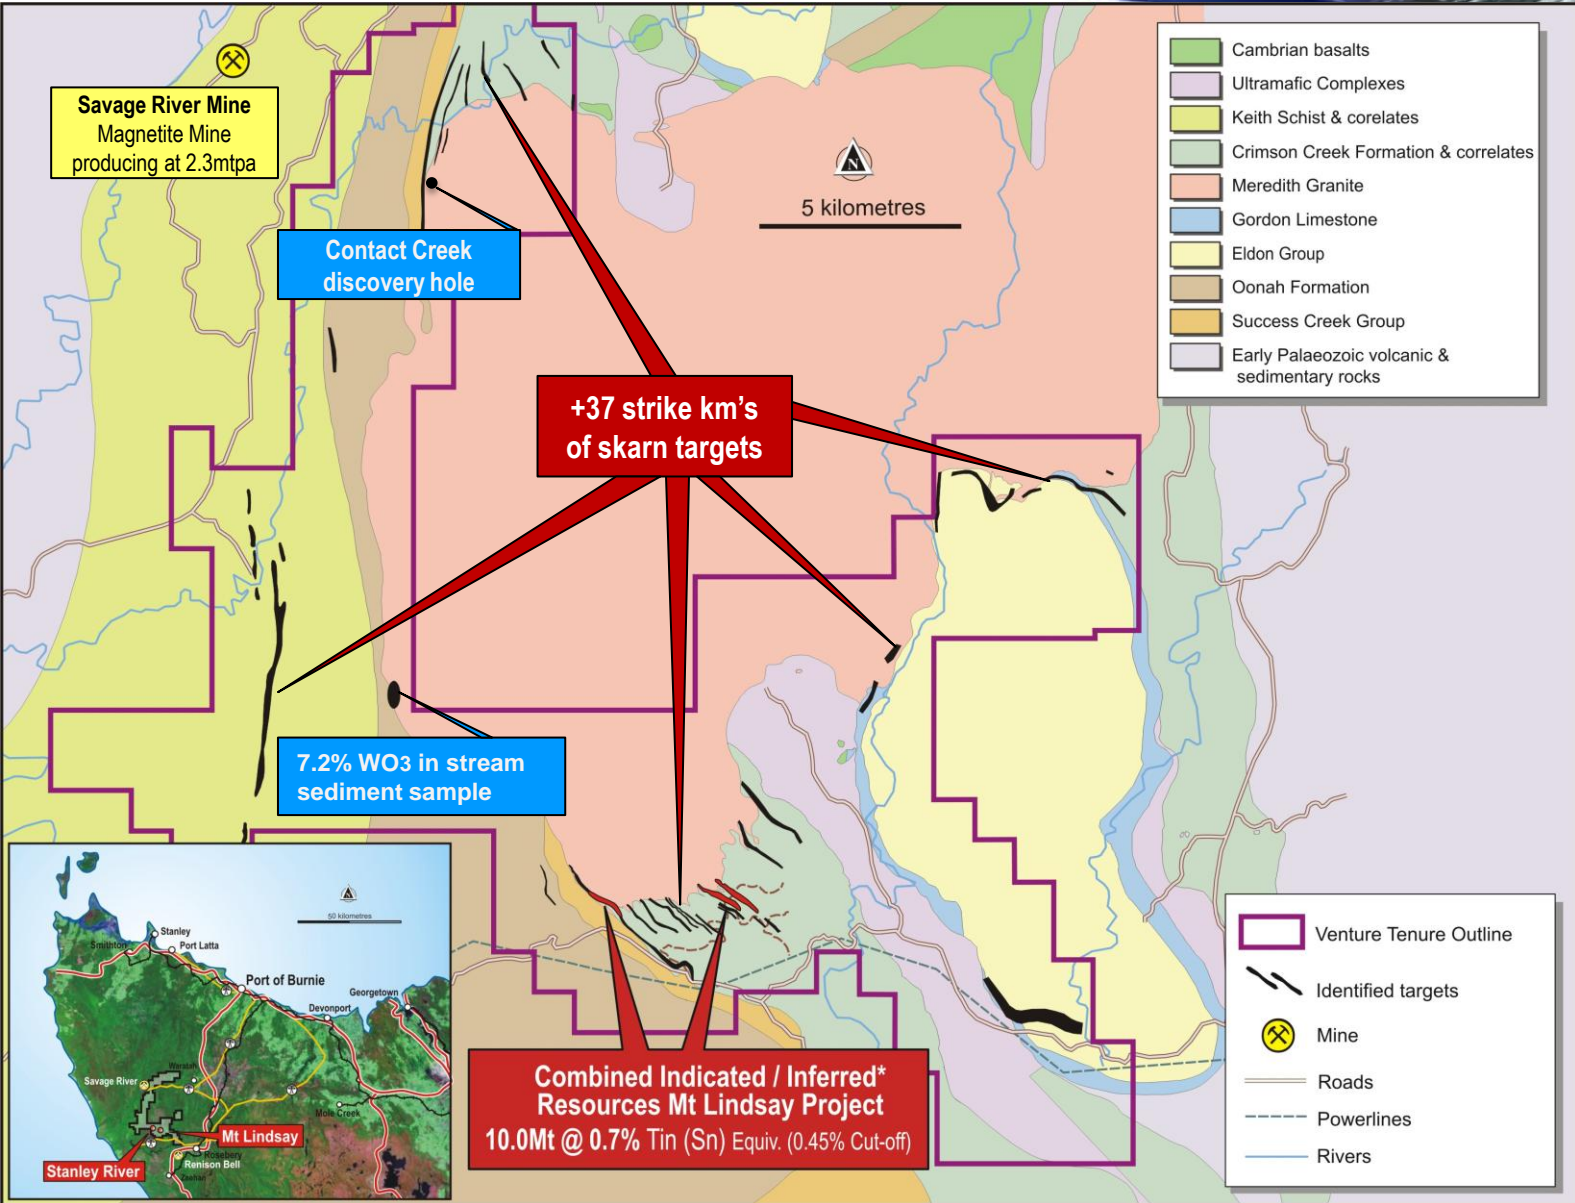 Savage River Mine
Magnetite Mine
producing at 2.3mtpa
Contact Creek
discovery hole
N
5 kilometres
Cambrian basalts
Ultramafic Complexes
Keith Schist & corelates
Crimson Creek Formation & correlates
Meredith Granite
Gordon Limestone
Eldon Group
Oonah Formation
Success Creek Group
Early Palaeozoic volcanic &
sedimentary rocks
+37 strike km's
of skarn targets
7.2% WO3 in stream
sediment sample
Combined Indicated / Inferred*
Resources Mt Lindsay Project
10.0Mt @ 0.7% Tin (Sn) Equiv. (0.45% Cut-off)
Venture Tenure Outline
Identified targets
Mine
Roads
Powerlines
Rivers
50 kilometres
Stanley
Smithton
Port Latta
Port of Burnie
Georgetown
Devonport
Savage River
Waratah
Mole Creek
Mt Lindsay
Stanley River
Rosebery
Renison Bell
Zeehan